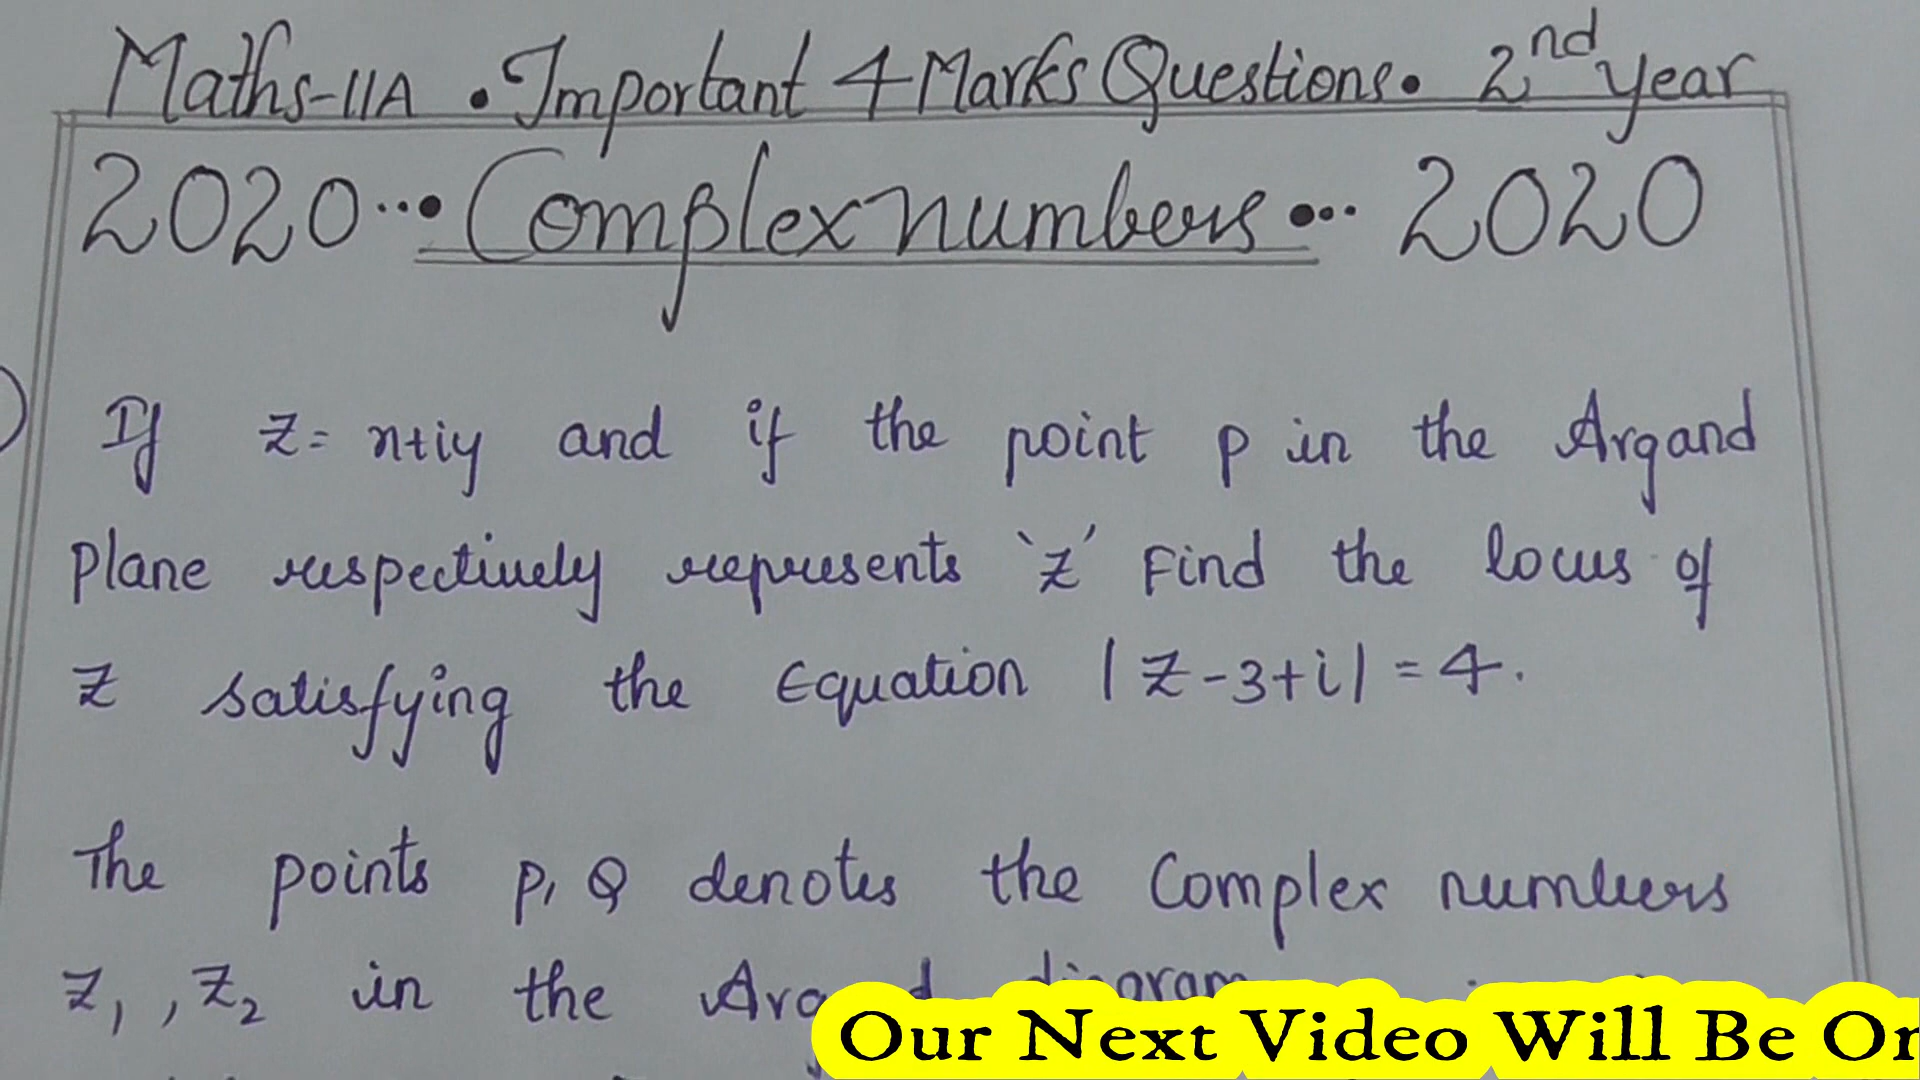 Maths-IIA • Important 4 Marks Questions. 2nd year
2020... Complex numbers ... 2020
If z = x+iy and if the point p in the Argand
Plane respectively represents 'z' Find the locus of
z satisfying the Equation |z-3+i| = 4.
The points p, Q denotes the Complex numbers
z1, z2 in the
Our Next Video Will Be On